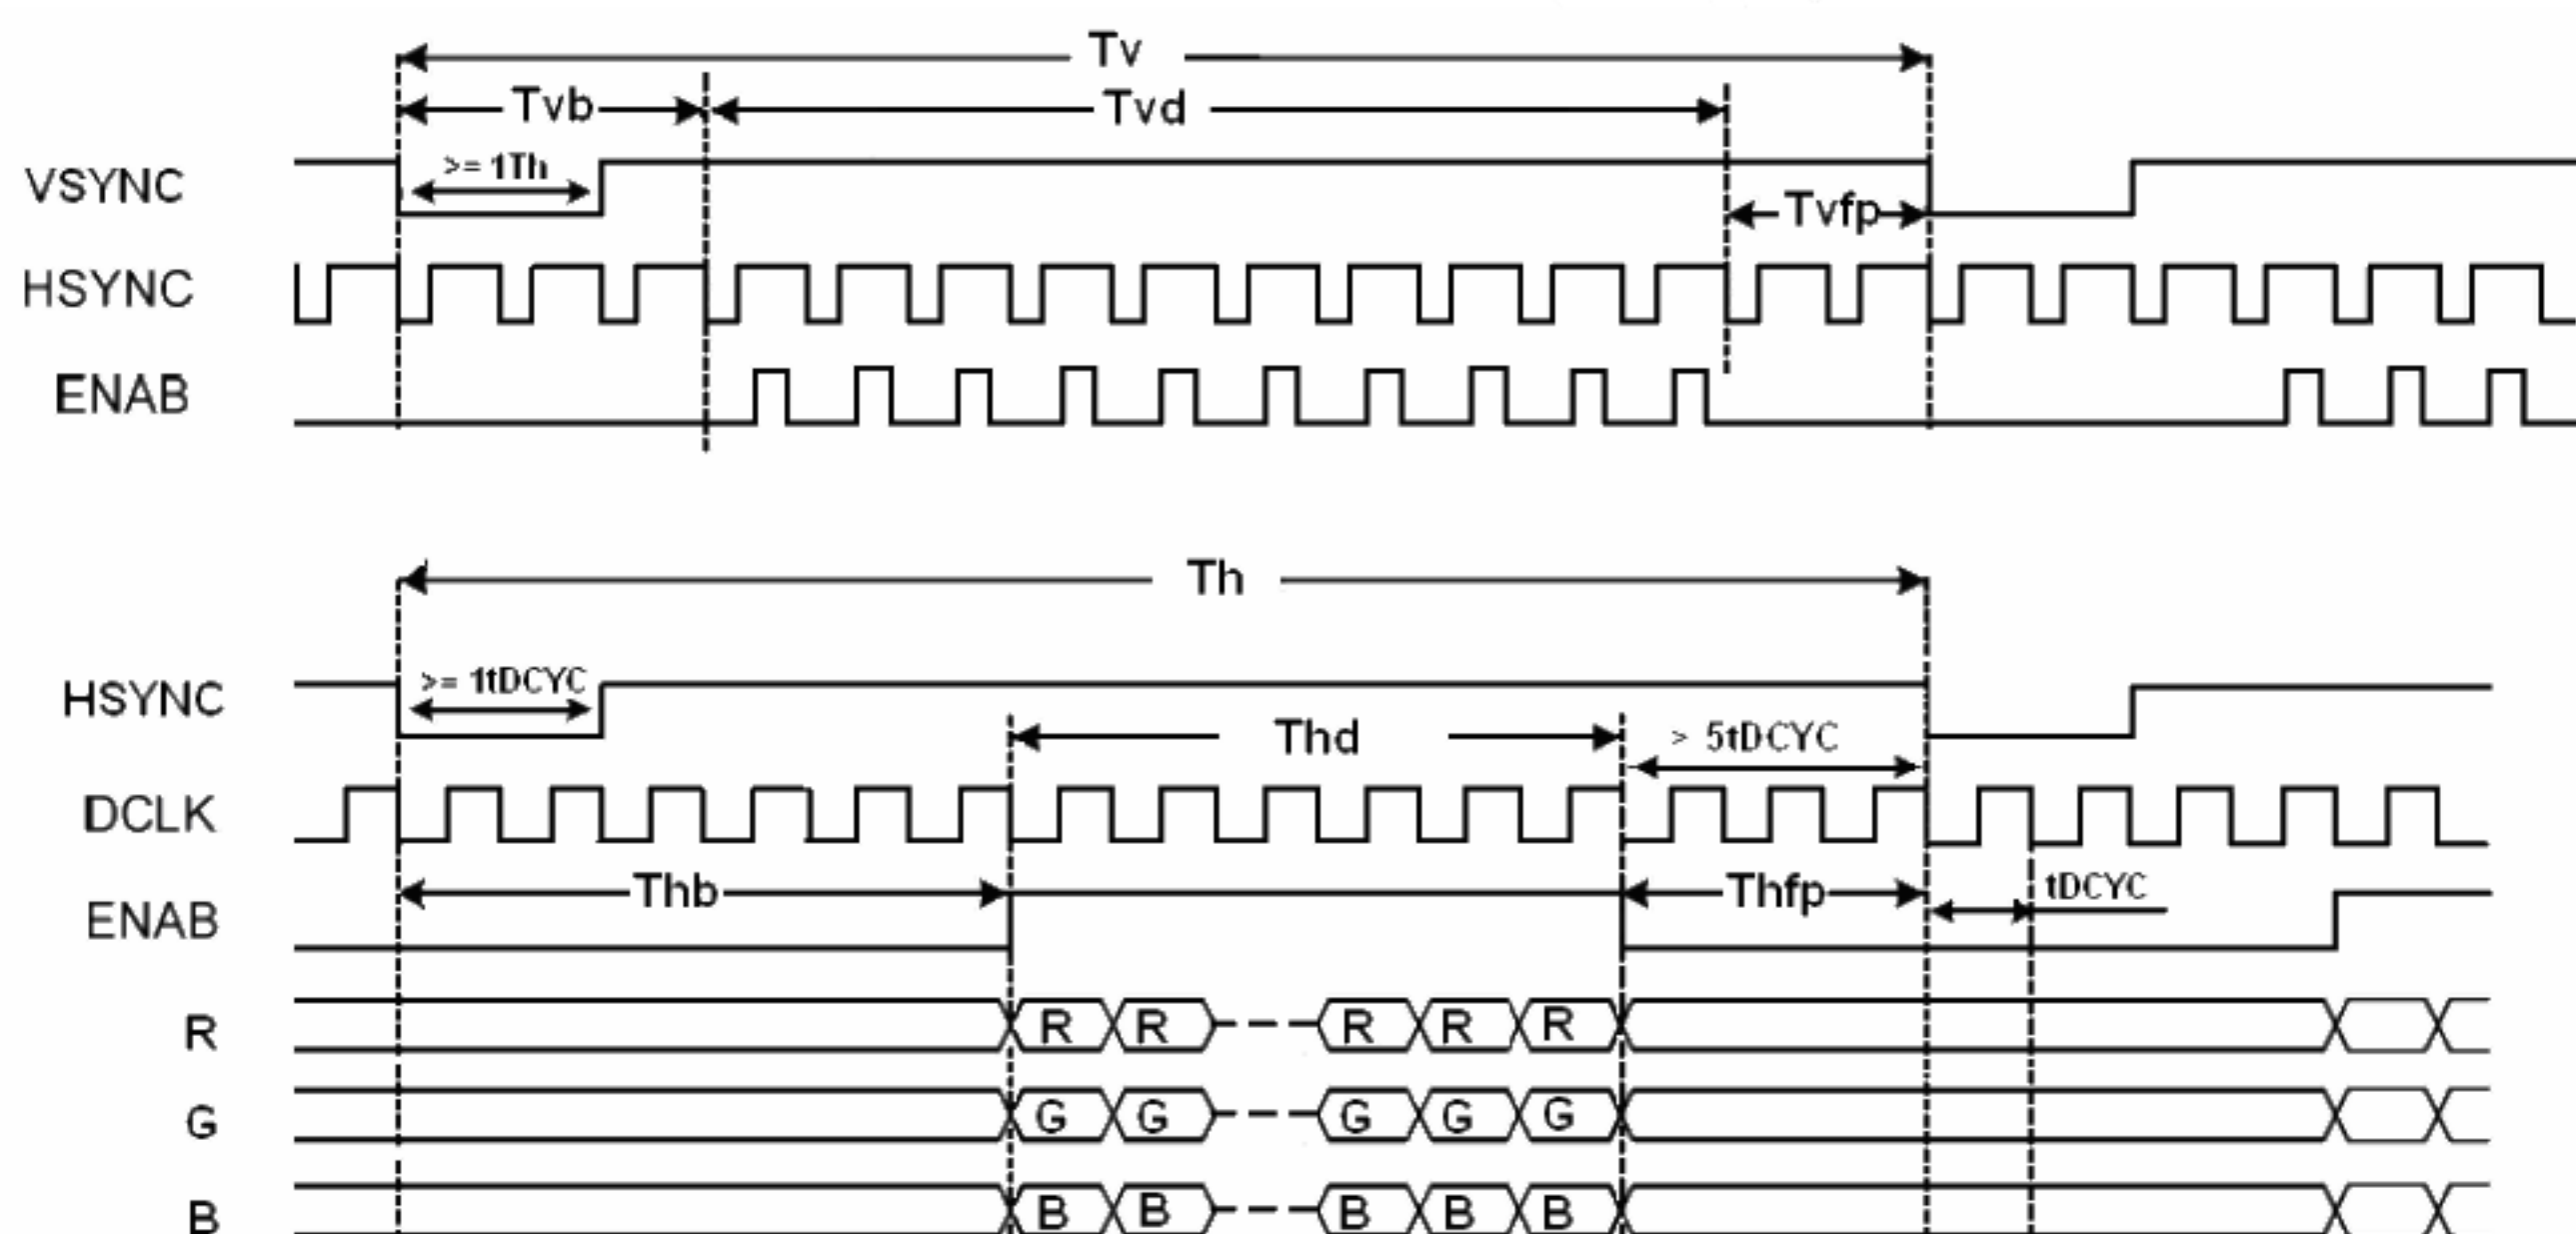 Tv
Tvb Tvd
VSYNC >= 1Th
Tvfp
HSYNC
ENAB
Th
HSYNC >= 1tDCYC
Thd > 5tDCYC
DCLK
Thb Thfp tDCYC
ENAB
R R R R R R
G G G G G G
B B B B B B